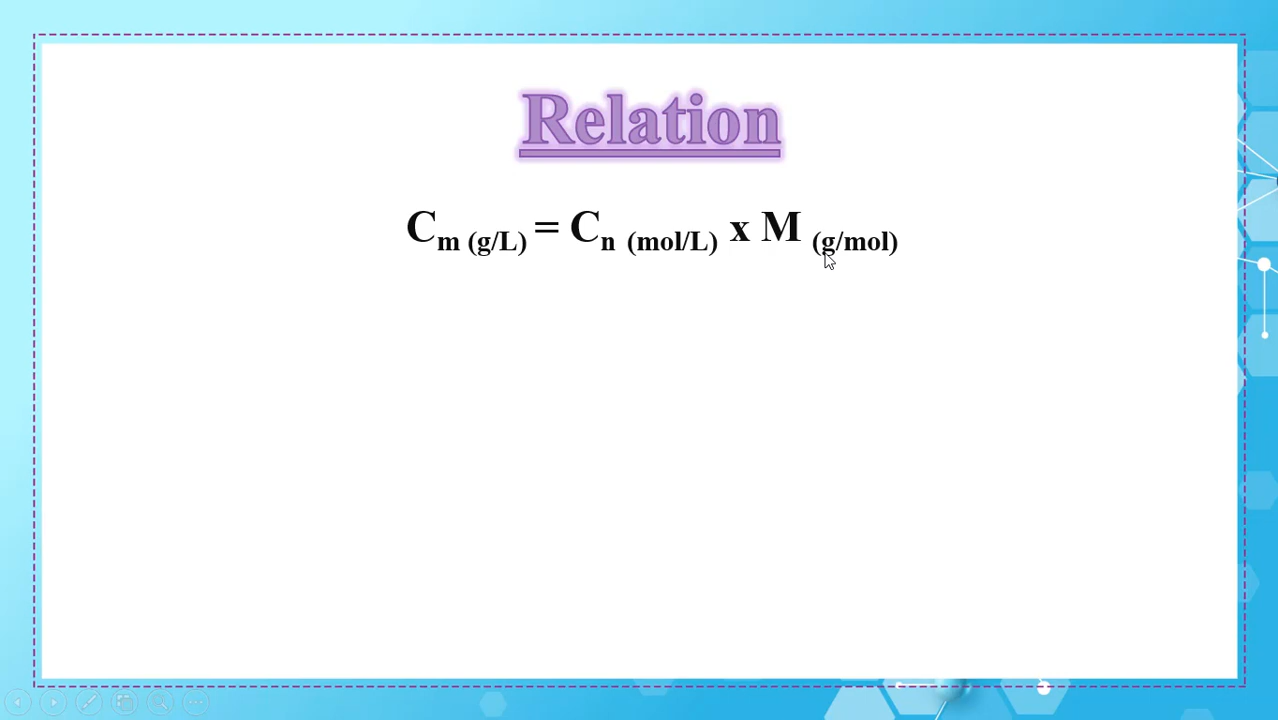 Relation
Cm (g/L) = Cn (mol/L) x M (g/mol)